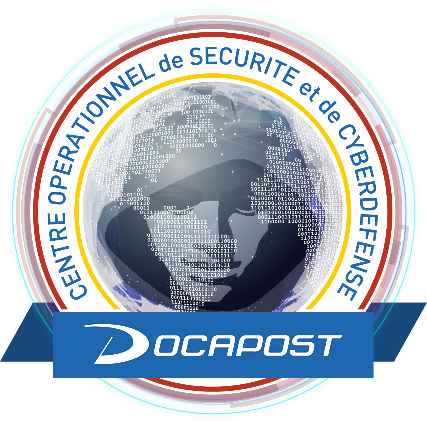 CENTRE OPERATIONNEL de SECURITE et de CYBERDEFENSE
DOCAPOST